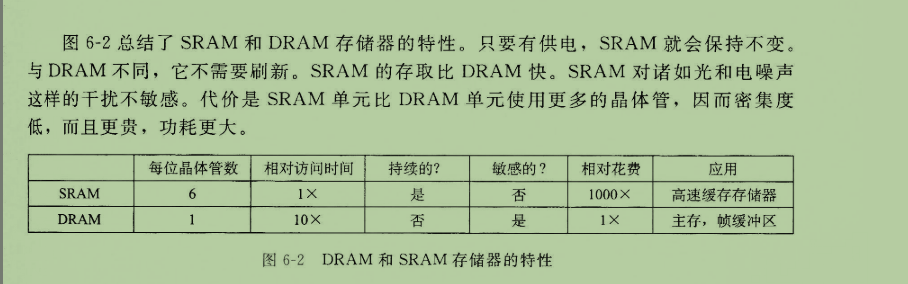 图 6-2 总结了 SRAM 和 DRAM 存储器的特性。只要有供电，SRAM 就会保持不变。
与 DRAM 不同，它不需要刷新。SRAM 的存取比 DRAM 快。SRAM 对诸如光和电噪声
这样的干扰不敏感。代价是 SRAM 单元比 DRAM 单元使用更多的晶体管，因而密集度
低，而且更贵，功耗更大。
每位晶体管数 相对访问时间 持续的？ 敏感的？ 相对花费 应用
SRAM 6 1× 是 否 1000× 高速缓存存储器
DRAM 1 10× 否 是 1× 主存，帧缓冲区
图 6-2 DRAM 和 SRAM 存储器的特性